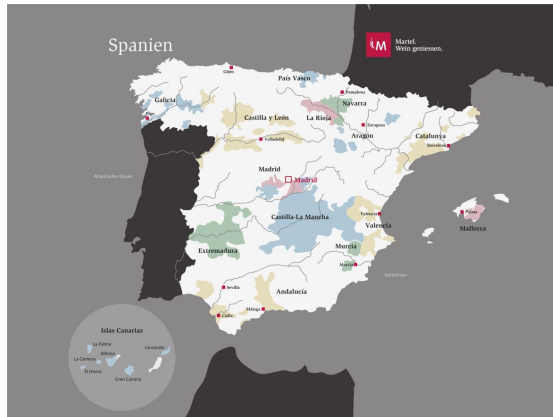 Spanien
iM
Martel.
Wein geniessen.
Gijón
País Vasco
Pamplona
Galicia
Navarra
Vigo
Castilla y León
La Rioja
Zaragoza
Valladolid
Aragón
Catalunya
Barcelona
Madrid
Madrid
Atlantischer Ozean
Castilla-La Mancha
Valencia
Valencia
Palma
Mallorca
Extremadura
Murcia
Murcia
Mittelmeer
Sevilla
Andalucía
Málaga
Cádiz
Islas Canarias
La Palma
Lanzarote
La Gomera
El Hierro
Gran Canaria